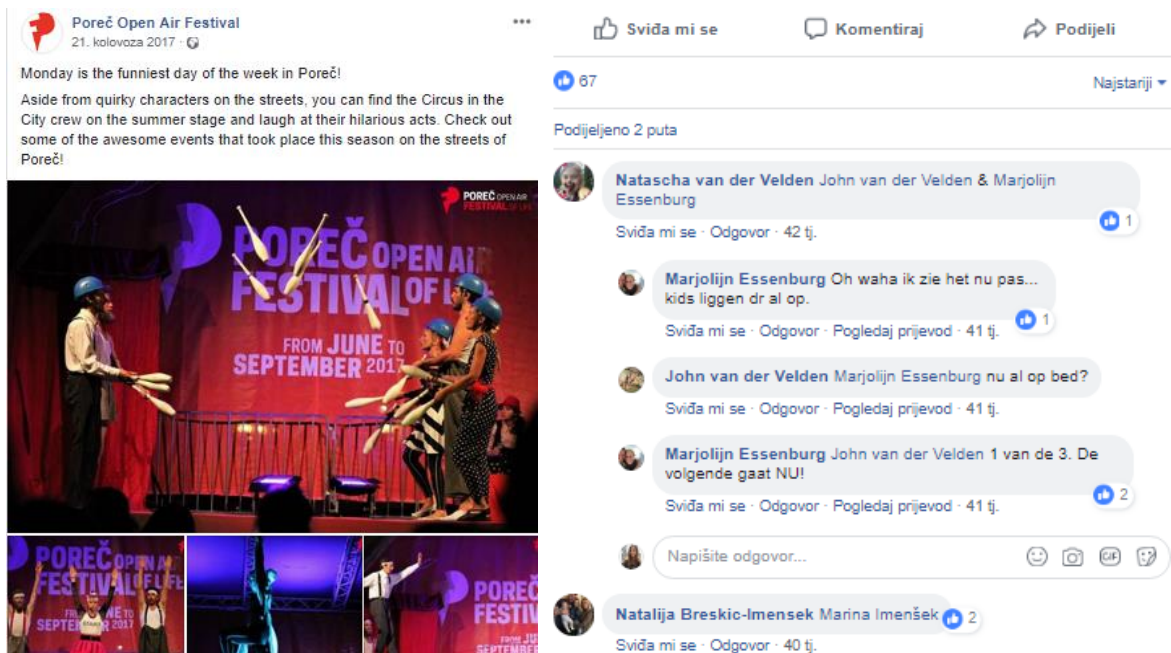 Poreč Open Air Festival
21. kolovoza 2017 ·
Monday is the funniest day of the week in Poreč!
Aside from quirky characters on the streets, you can find the Circus in the
City crew on the summer stage and laugh at their hilarious acts. Check out
some of the awesome events that took place this season on the streets of
Poreč!
POREČ OPEN AIR
FESTIVAL OF LIFE
POREČ OPEN AIR
FESTIVAL OF LIFE
FROM JUNE TO
SEPTEMBER 2017
POREČ OPEN AIR
FESTIVAL OF LIFE
FROM JUNE TO
SEPTEMBER 2017
POREČ
FESTIV
FROM JU
SEPTEMBER
Sviđa mi se
Komentiraj
Podijeli
67
Najstariji
Podijeljeno 2 puta
Natascha van der Velden John van der Velden & Marjolijn
Essenburg
1
Sviđa mi se · Odgovor · 42 tj.
Marjolijn Essenburg Oh waha ik zie het nu pas...
kids liggen dr al op.
1
Sviđa mi se · Odgovor · Pogledaj prijevod · 41 tj.
John van der Velden Marjolijn Essenburg nu al op bed?
Sviđa mi se · Odgovor · Pogledaj prijevod · 41 tj.
Marjolijn Essenburg John van der Velden 1 van de 3. De
volgende gaat NU!
2
Sviđa mi se · Odgovor · Pogledaj prijevod · 41 tj.
Napišite odgovor...
GIF
Natalija Breskic-Imensek Marina Imenšek
2
Sviđa mi se · Odgovor · 40 tj.